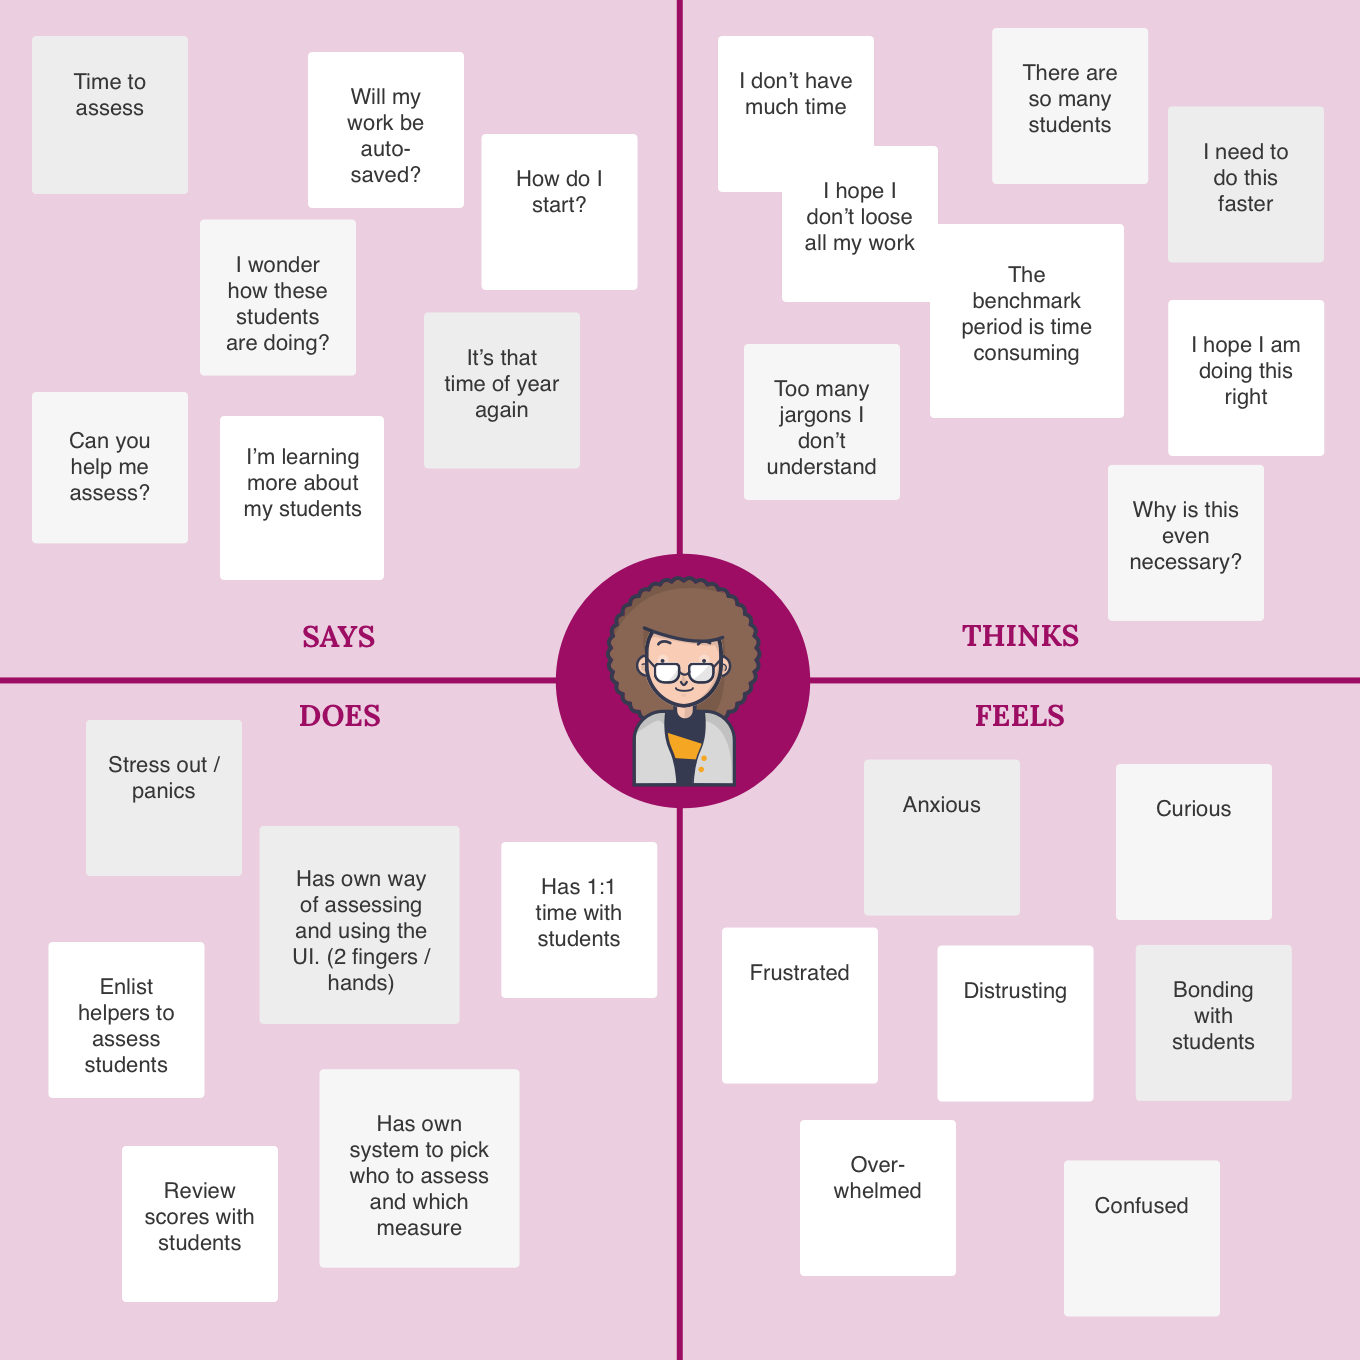 Time to
assess
Will my
work be
auto-
saved?
How do I
start?
I wonder
how these
students
are doing?
It's that
time of year
again
Can you
help me
assess?
I'm learning
more about
my students
SAYS
I don't have
much time
There are
so many
students
I need to
do this
faster
I hope I
don't loose
all my work
The
benchmark
period is time
consuming
I hope I am
doing this
right
Too many
jargons I
don't
understand
Why is this
even
necessary?
THINKS
DOES
Stress out /
panics
Has own way
of assessing
and using the
UI. (2 fingers /
hands)
Has 1:1
time with
students
Enlist
helpers to
assess
students
Has own
system to pick
who to assess
and which
measure
Review
scores with
students
FEELS
Anxious
Curious
Frustrated
Distrusting
Bonding
with
students
Over-
whelmed
Confused